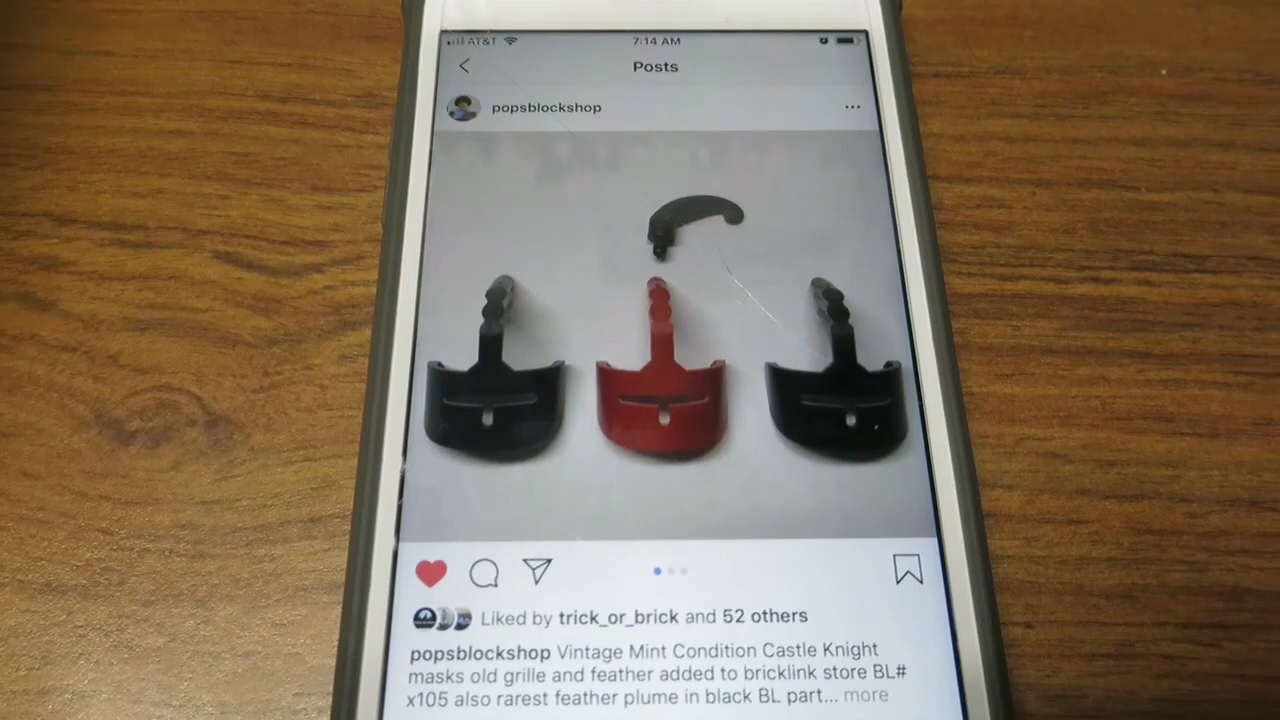 AT&T 7:14 AM
Posts
popsblockshop
Liked by trick_or_brick and 52 others
popsblockshop Vintage Mint Condition Castle Knight
masks old grille and feather added to bricklink store BL#
x105 also rarest feather plume in black BL part... more